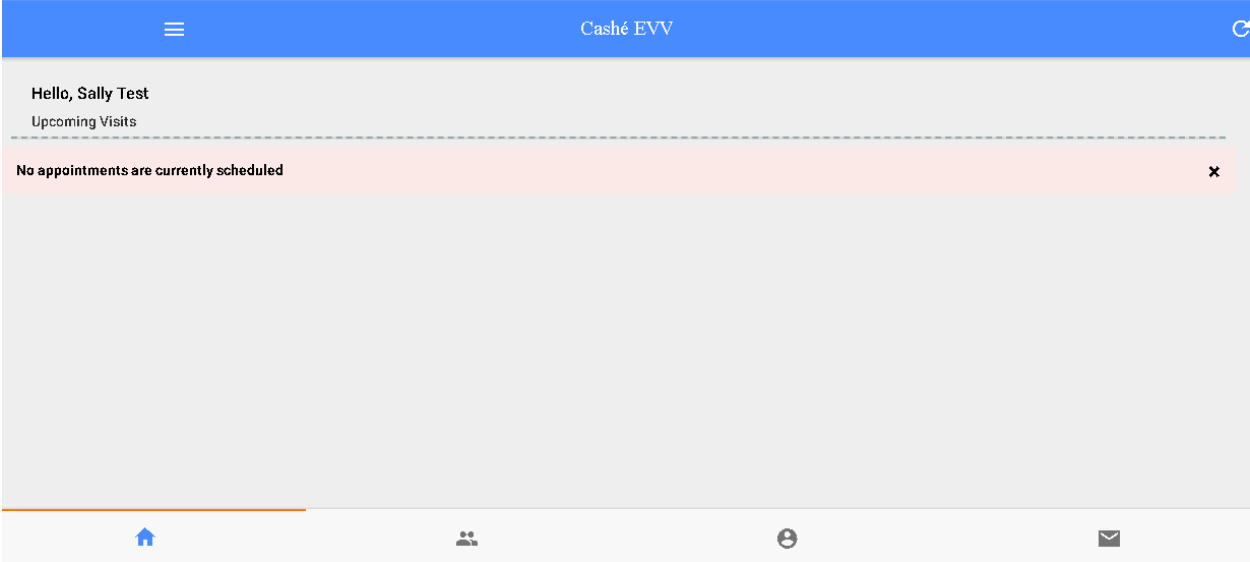 Cashé EVV
Hello, Sally Test
Upcoming Visits
No appointments are currently scheduled